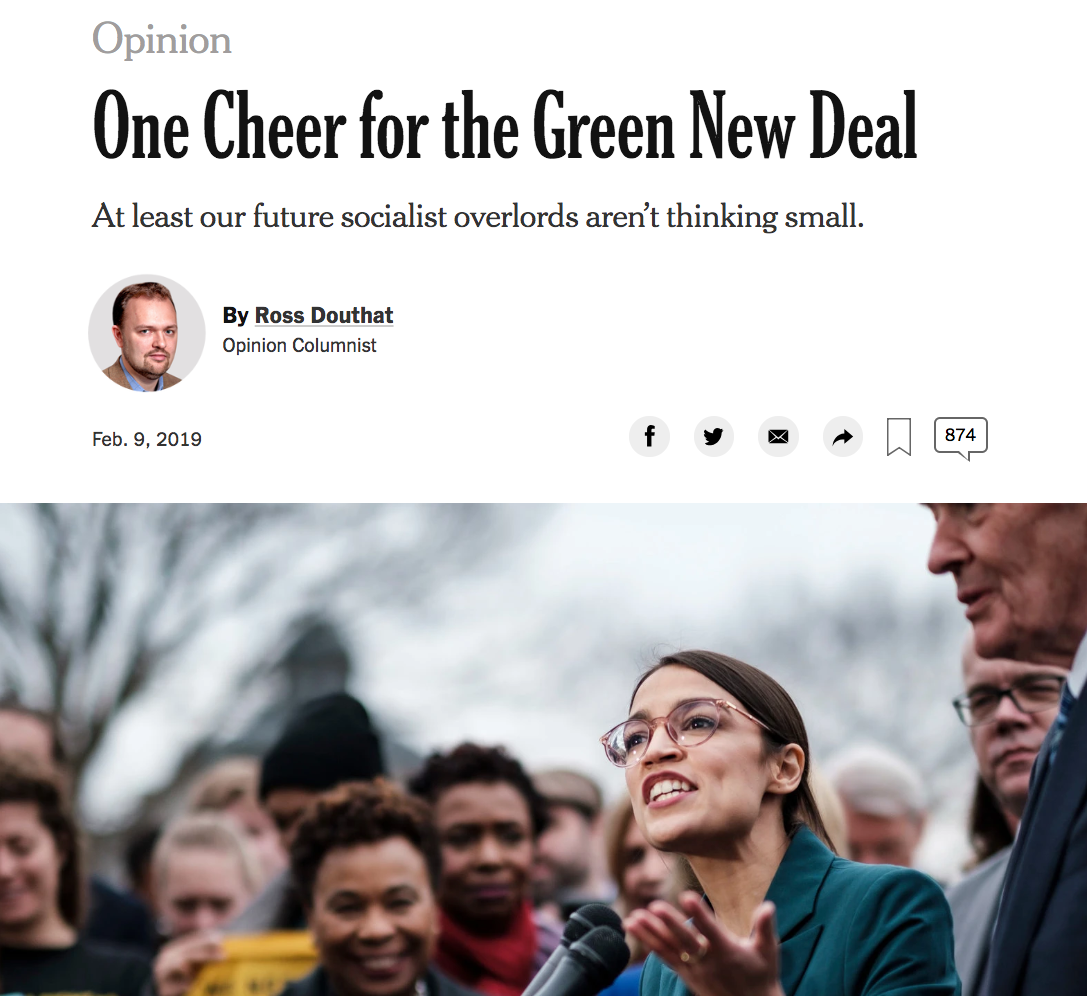 Opinion
One Cheer for the Green New Deal
At least our future socialist overlords aren’t thinking small.
By Ross Douthat
Opinion Columnist
Feb. 9, 2019
874